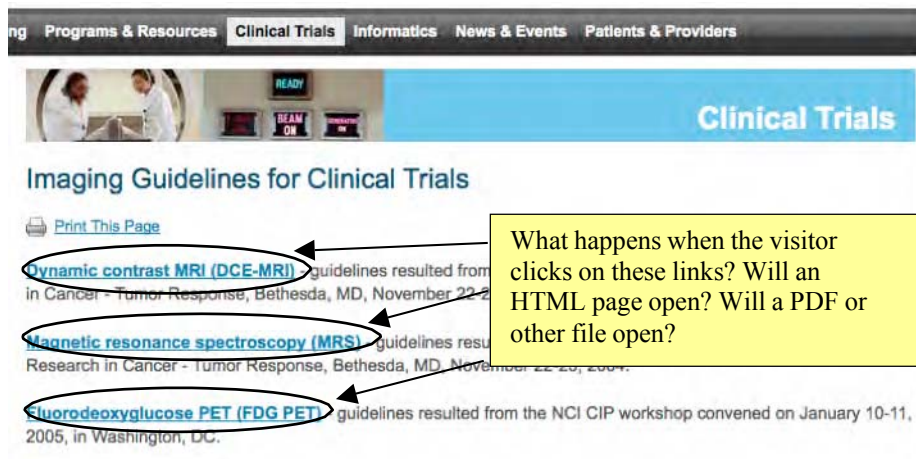 ng Programs & Resources Clinical Trials Informatics News & Events Patients & Providers
READY
BEAM ON
Clinical Trials
Imaging Guidelines for Clinical Trials
Print This Page
Dynamic contrast MRI (DCE-MRI) - guidelines resulted from
in Cancer - Tumor Response, Bethesda, MD, November 22-2
Magnetic resonance spectroscopy (MRS) - guidelines resu
Research in Cancer - Tumor Response, Bethesda, MD, November 22-23, 2004.
Fluorodeoxyglucose PET (FDG PET) - guidelines resulted from the NCI CIP workshop convened on January 10-11,
2005, in Washington, DC.
What happens when the visitor
clicks on these links? Will an
HTML page open? Will a PDF or
other file open?